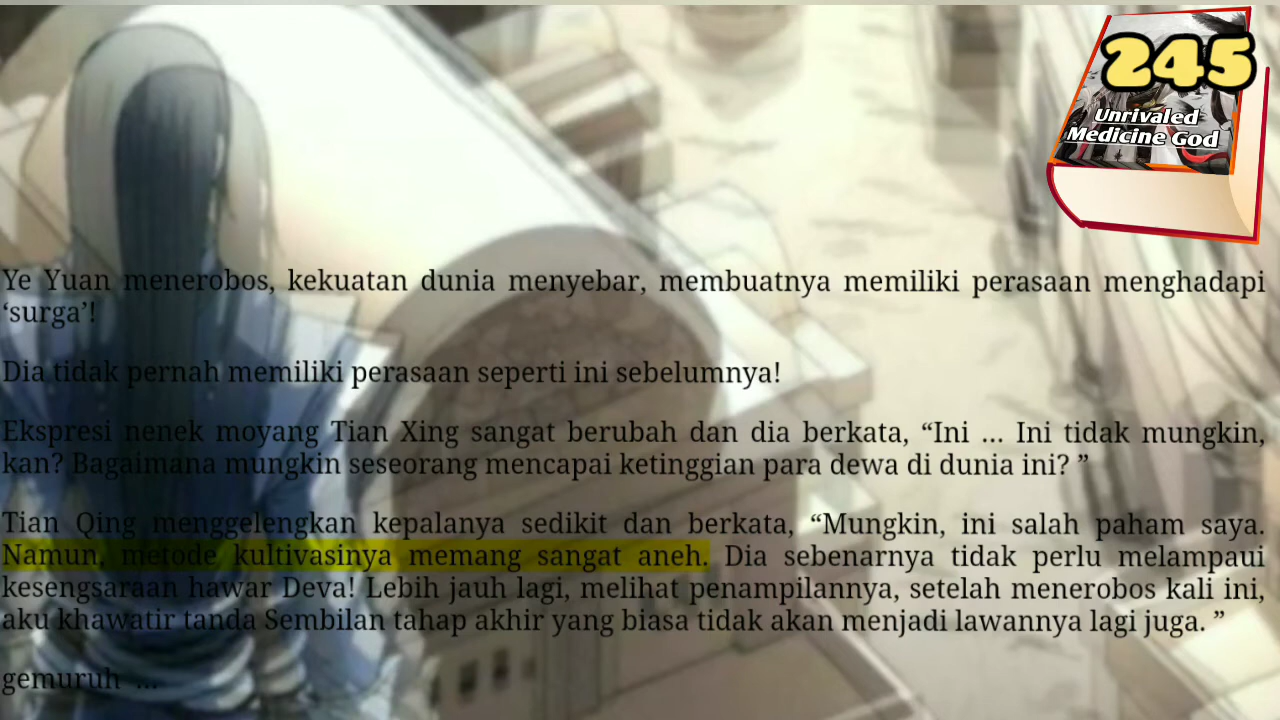 245
Unrivaled
Medicine God
Ye Yuan menerobos, kekuatan dunia menyebar, membuatnya memiliki perasaan menghadapi
‘surga’!
Dia tidak pernah memiliki perasaan seperti ini sebelumnya!
Ekspresi nenek moyang Tian Xing sangat berubah dan dia berkata, “Ini … Ini tidak mungkin,
kan? Bagaimana mungkin seseorang mencapai ketinggian para dewa di dunia ini? ”
Tian Qing menggelengkan kepalanya sedikit dan berkata, “Mungkin, ini salah paham saya.
Namun, metode kultivasinya memang sangat aneh. Dia sebenarnya tidak perlu melampaui
kesengsaraan hawar Deva! Lebih jauh lagi, melihat penampilannya, setelah menerobos kali ini,
aku khawatir tanda Sembilan tahap akhir yang biasa tidak akan menjadi lawannya lagi juga. ”
gemuruh …